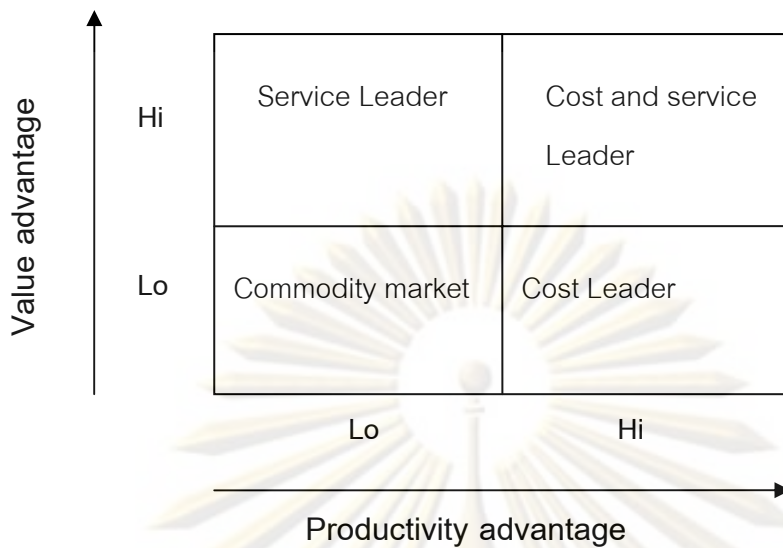 Value advantage
Hi
Service Leader
Cost and service
Leader
Lo
Commodity market
Cost Leader
Lo
Hi
Productivity advantage